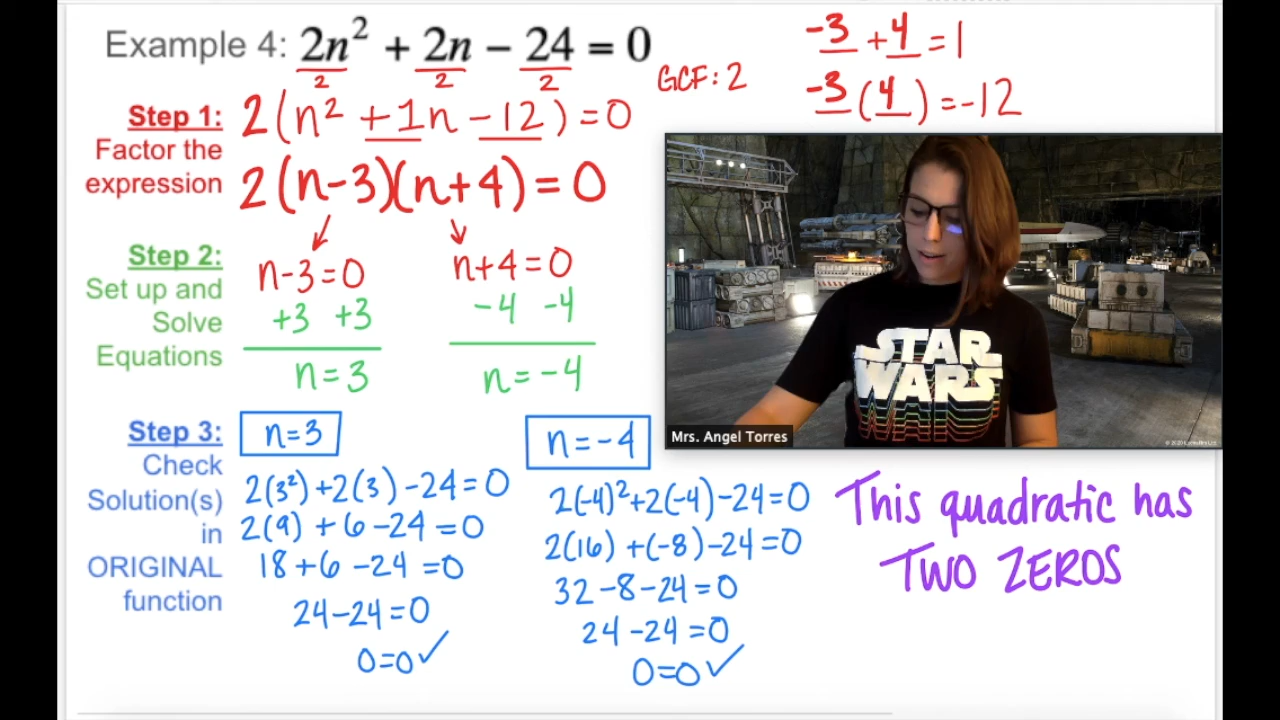 Example 4: 2n² + 2n − 24 = 0
2 2 2
GCF: 2
-3 + 4 = 1
-3 (4) = -12
Step 1:
Factor the
expression
2(n² +1n -12) = 0
2(n-3)(n+4) = 0
Step 2:
Set up and
Solve
Equations
n-3=0
+3 +3
n=3
n+4=0
-4 -4
n=-4
Step 3:
Check
Solution(s)
in
ORIGINAL
function
n=3
2(3²)+2(3)-24=0
2(9)+6-24=0
18+6-24=0
24-24=0
0=0✓
n=-4
2(-4)²+2(-4)-24=0
2(16)+(-8)-24=0
32-8-24=0
24-24=0
0=0✓
STAR
WARS
Mrs. Angel Torres
This quadratic has
TWO ZEROS